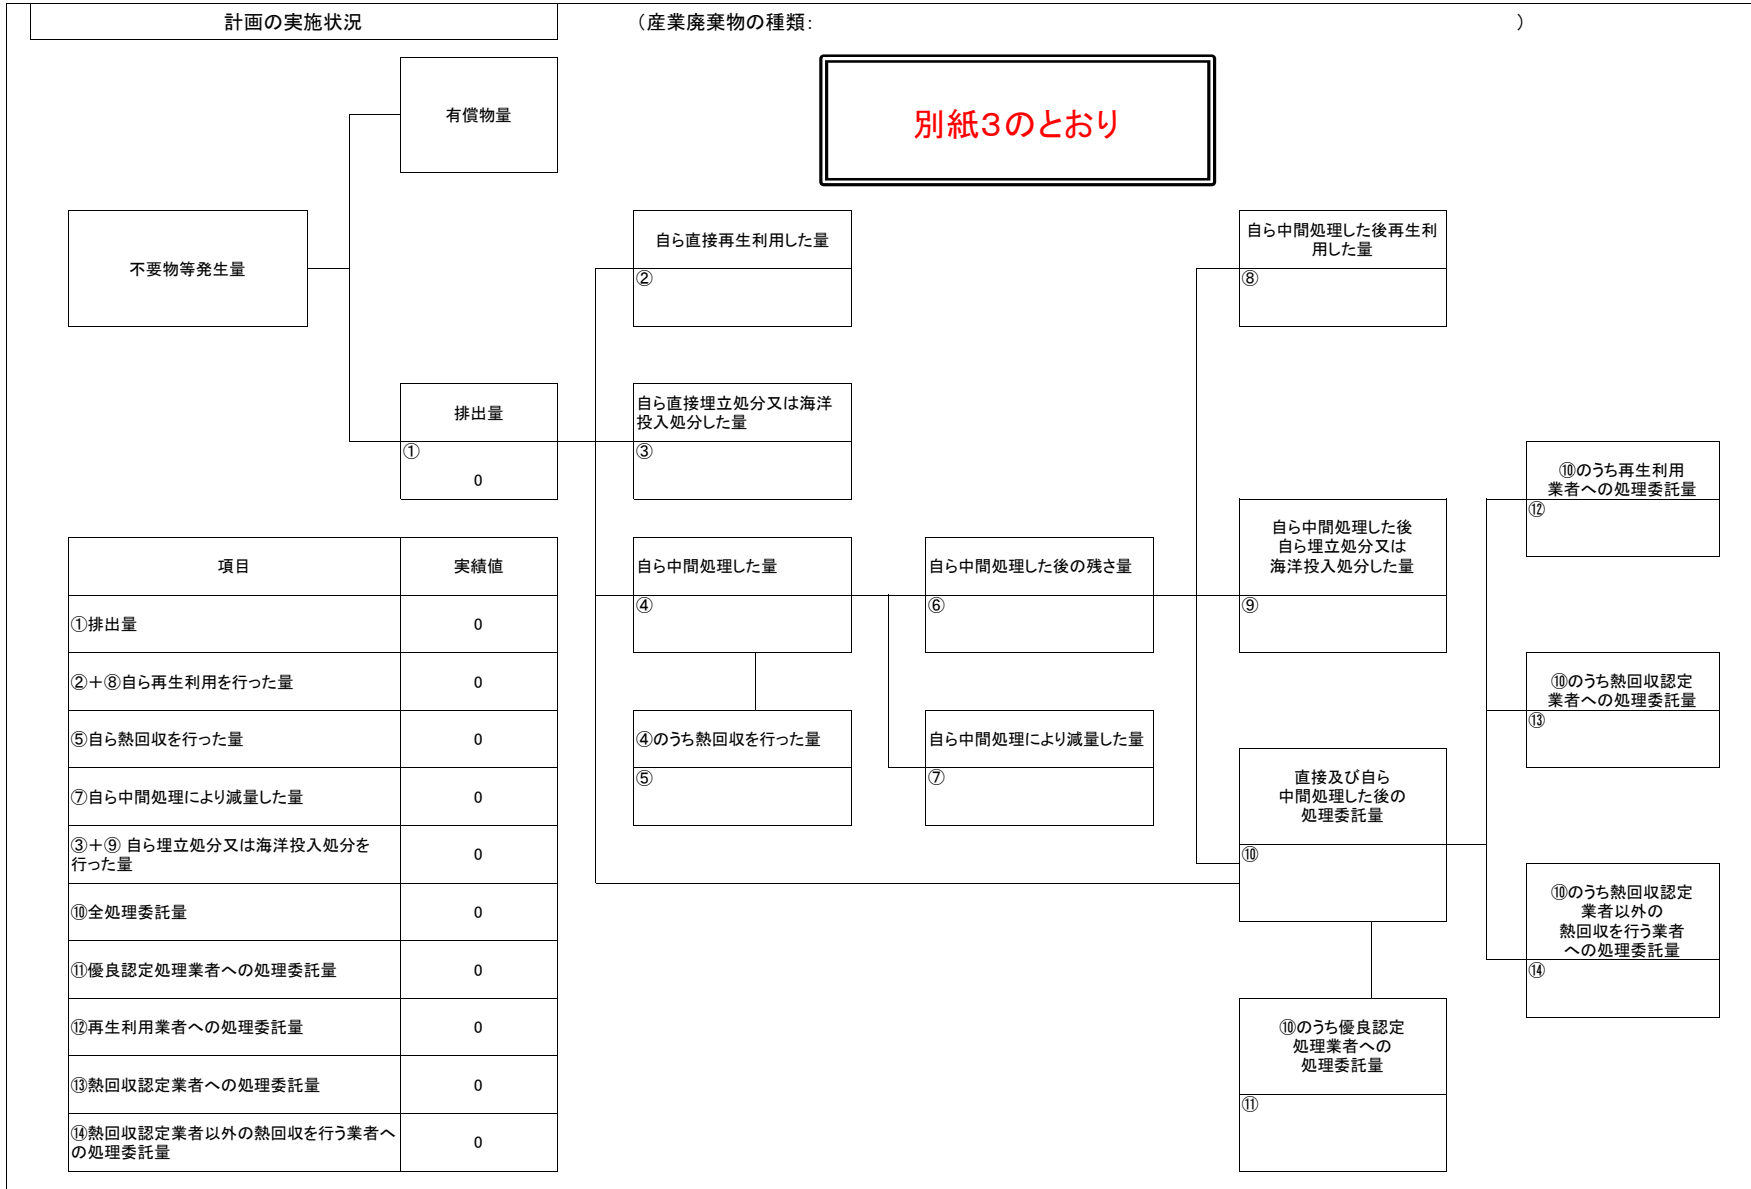 計画の実施状況
（産業廃棄物の種類：　　　　　）
有償物量
別紙３のとおり
不要物等発生量
自ら直接再生利用した量
②
自ら中間処理した後再生利
用した量
⑧
排出量
①
0
自ら直接埋立処分又は海洋
投入処分した量
③
⑩のうち再生利用
業者への処理委託量
⑫
自ら中間処理した量
④
自ら中間処理した後の残さ量
⑥
自ら中間処理した後
自ら埋立処分又は
海洋投入処分した量
⑨
⑩のうち熱回収認定
業者への処理委託量
⑬
④のうち熱回収を行った量
⑤
自ら中間処理により減量した量
⑦
直接及び自ら
中間処理した後の
処理委託量
⑩
⑩のうち熱回収認定
業者以外の
熱回収を行う業者
への処理委託量
⑭
⑩のうち優良認定
処理業者への
処理委託量
⑪
項目 実績値
①排出量 0
②＋⑧自ら再生利用を行った量 0
⑤自ら熱回収を行った量 0
⑦自ら中間処理により減量した量 0
③＋⑨ 自ら埋立処分又は海洋投入処分を
行った量 0
⑩全処理委託量 0
⑪優良認定処理業者への処理委託量 0
⑫再生利用業者への処理委託量 0
⑬熱回収認定業者への処理委託量 0
⑭熱回収認定業者以外の熱回収を行う業者へ
の処理委託量 0